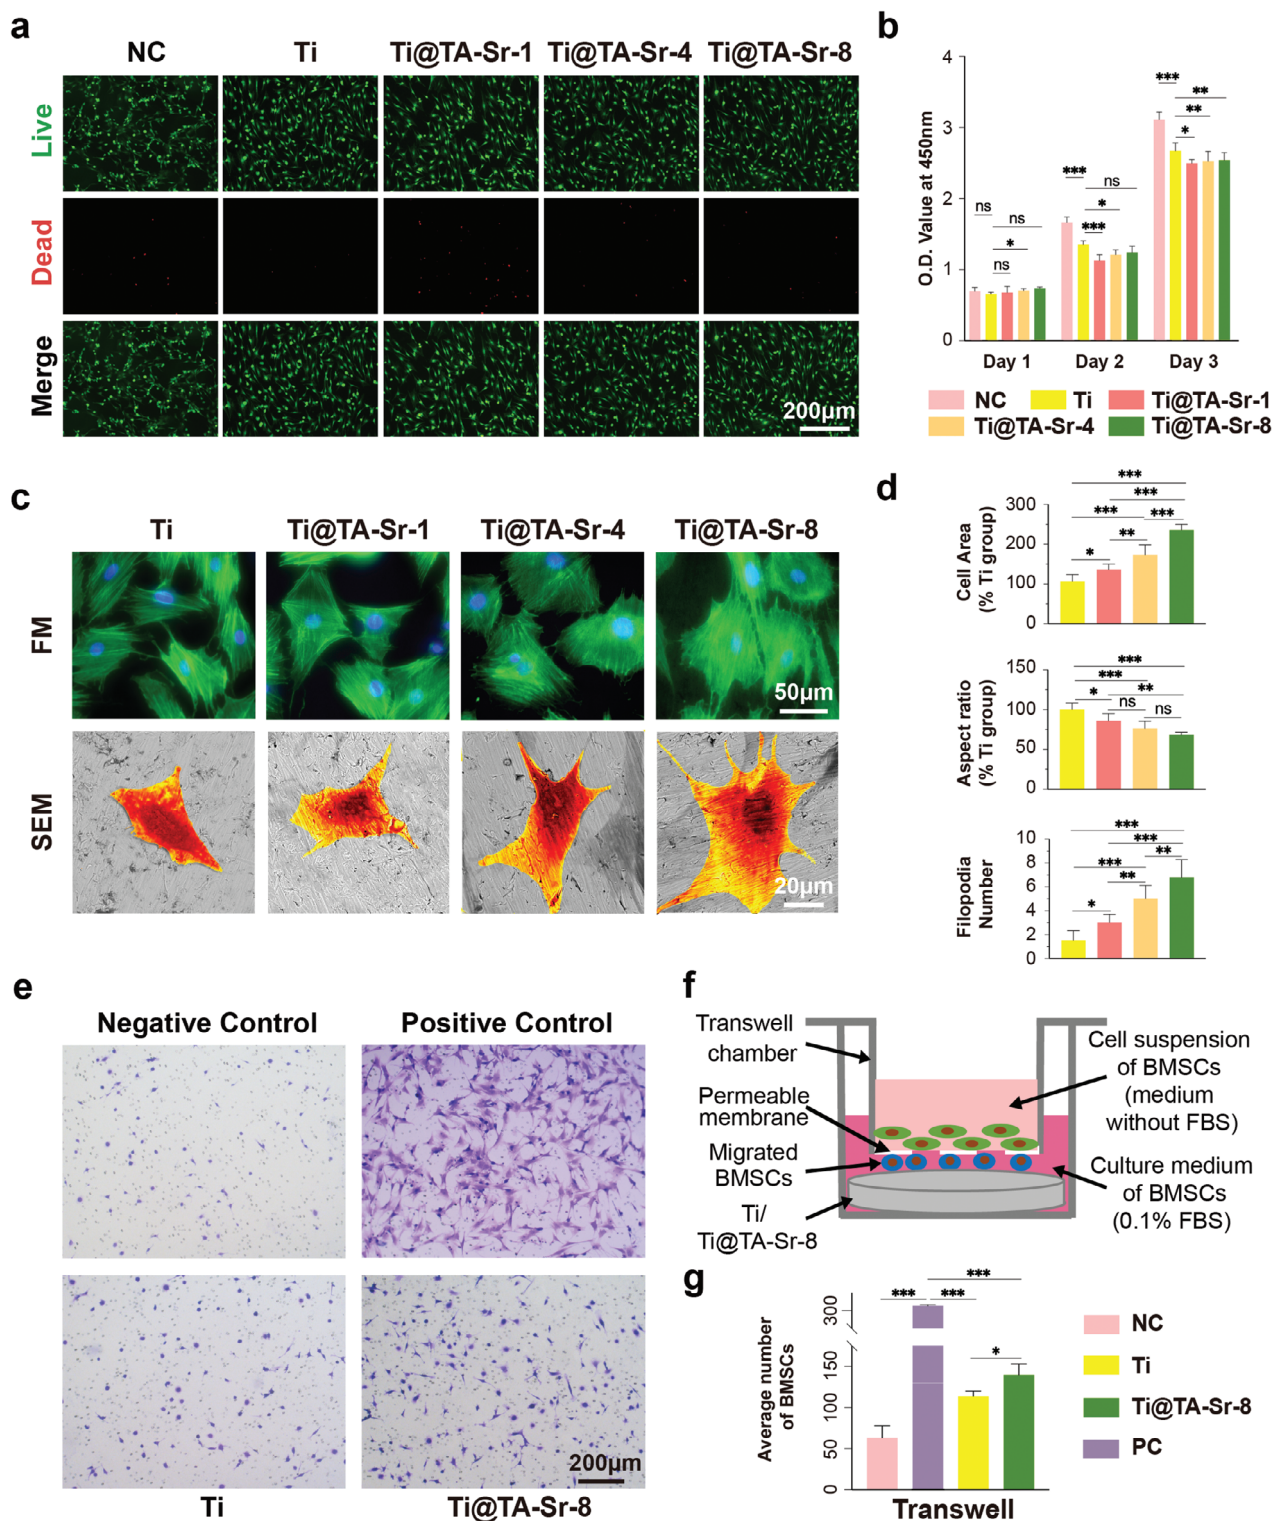 a
NC Ti Ti@TA-Sr-1 Ti@TA-Sr-4 Ti@TA-Sr-8
Live
Dead
Merge
200μm
b
O.D. Value at 450nm
4
3
2
1
0
ns
ns
*
ns
***
ns
*
***
***
**
**
*
Day 1 Day 2 Day 3
NC Ti Ti@TA-Sr-1
Ti@TA-Sr-4 Ti@TA-Sr-8
c
Ti Ti@TA-Sr-1 Ti@TA-Sr-4 Ti@TA-Sr-8
FM
50μm
SEM
20μm
d
Cell Area
(% Ti group)
300
200
100
0
***
***
*** ***
**
*
Aspect ratio
(% Ti group)
150
100
50
0
***
***
* **
ns
ns
Filopodia
Number
10
8
6
4
2
0
***
***
*** **
**
*
e
Negative Control Positive Control
200μm
Ti Ti@TA-Sr-8
f
Transwell
chamber
Permeable
membrane
Migrated
BMSCs
Ti/
Ti@TA-Sr-8
Cell suspension
of BMSCs
(medium
without FBS)
Culture medium
of BMSCs
(0.1% FBS)
g
Average number
of BMSCs
300
150
100
50
0
***
*** ***
*
Transwell
NC
Ti
Ti@TA-Sr-8
PC